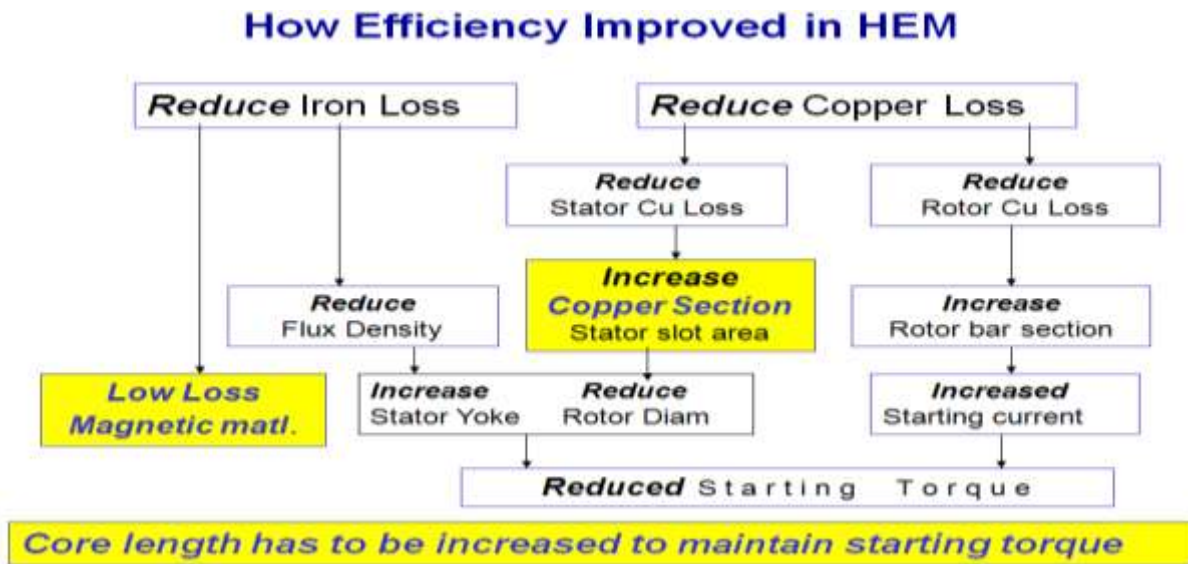 How Efficiency Improved in HEM
Reduce Iron Loss
Reduce Copper Loss
Reduce
Stator Cu Loss
Reduce
Rotor Cu Loss
Reduce
Flux Density
Increase
Copper Section
Stator slot area
Increase
Rotor bar section
Low Loss
Magnetic matl.
Increase
Stator Yoke
Reduce
Rotor Diam
Increased
Starting current
Reduced Starting Torque
Core length has to be increased to maintain starting torque